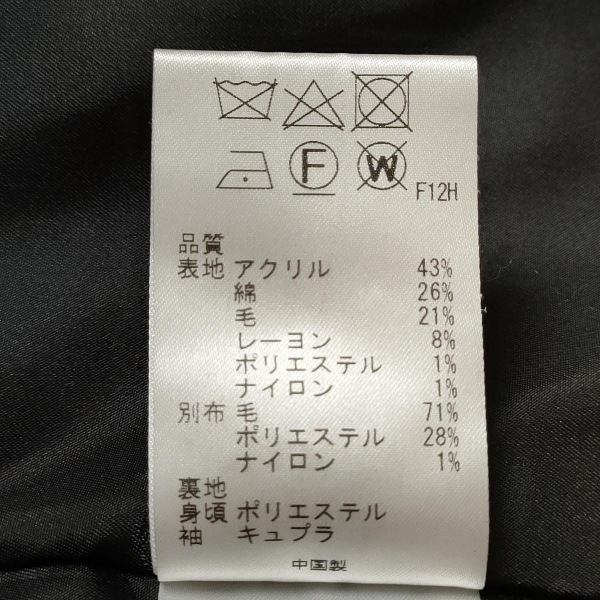 F W F12H
品質
表地 アクリル 43%
綿 26%
毛 21%
レーヨン 8%
ポリエステル 1%
ナイロン 1%
別布 毛 71%
ポリエステル 28%
ナイロン 1%
裏地
身頃 ポリエステル
袖 キュプラ
中国製